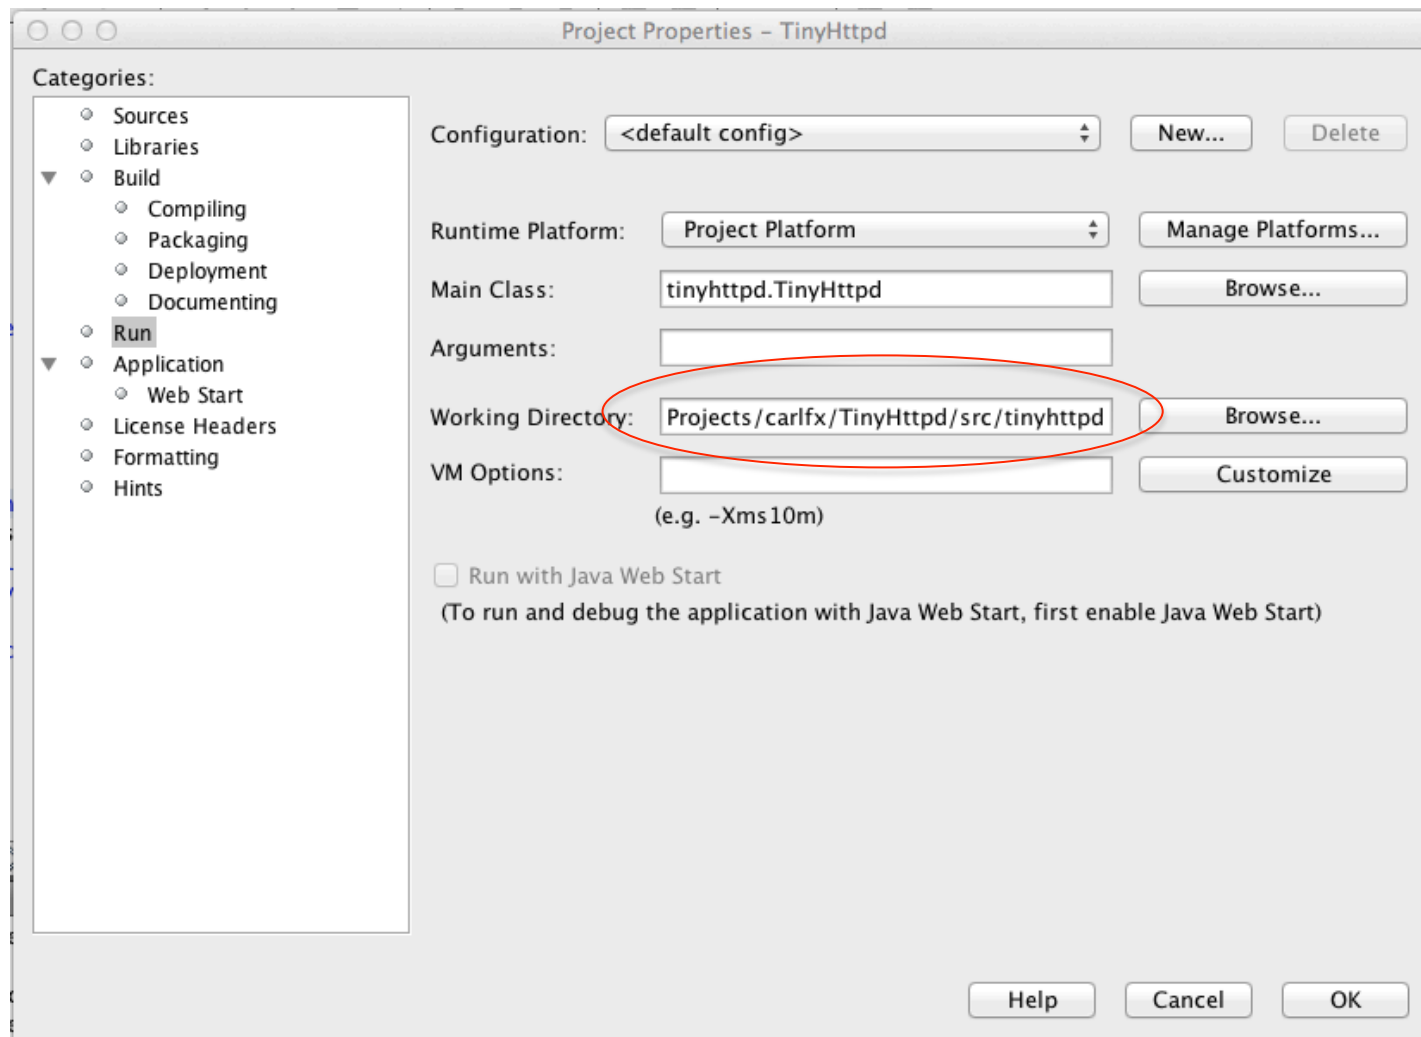 Project Properties – TinyHttpd
Categories:
Sources
Libraries
Build
Compiling
Packaging
Deployment
Documenting
Run
Application
Web Start
License Headers
Formatting
Hints
Configuration: <default config> New... Delete
Runtime Platform: Project Platform Manage Platforms...
Main Class: tinyhttpd.TinyHttpd Browse...
Arguments:
Working Directory: Projects/carlfx/TinyHttpd/src/tinyhttpd Browse...
VM Options: Customize
(e.g. -Xms10m)
Run with Java Web Start
(To run and debug the application with Java Web Start, first enable Java Web Start)
Help Cancel OK